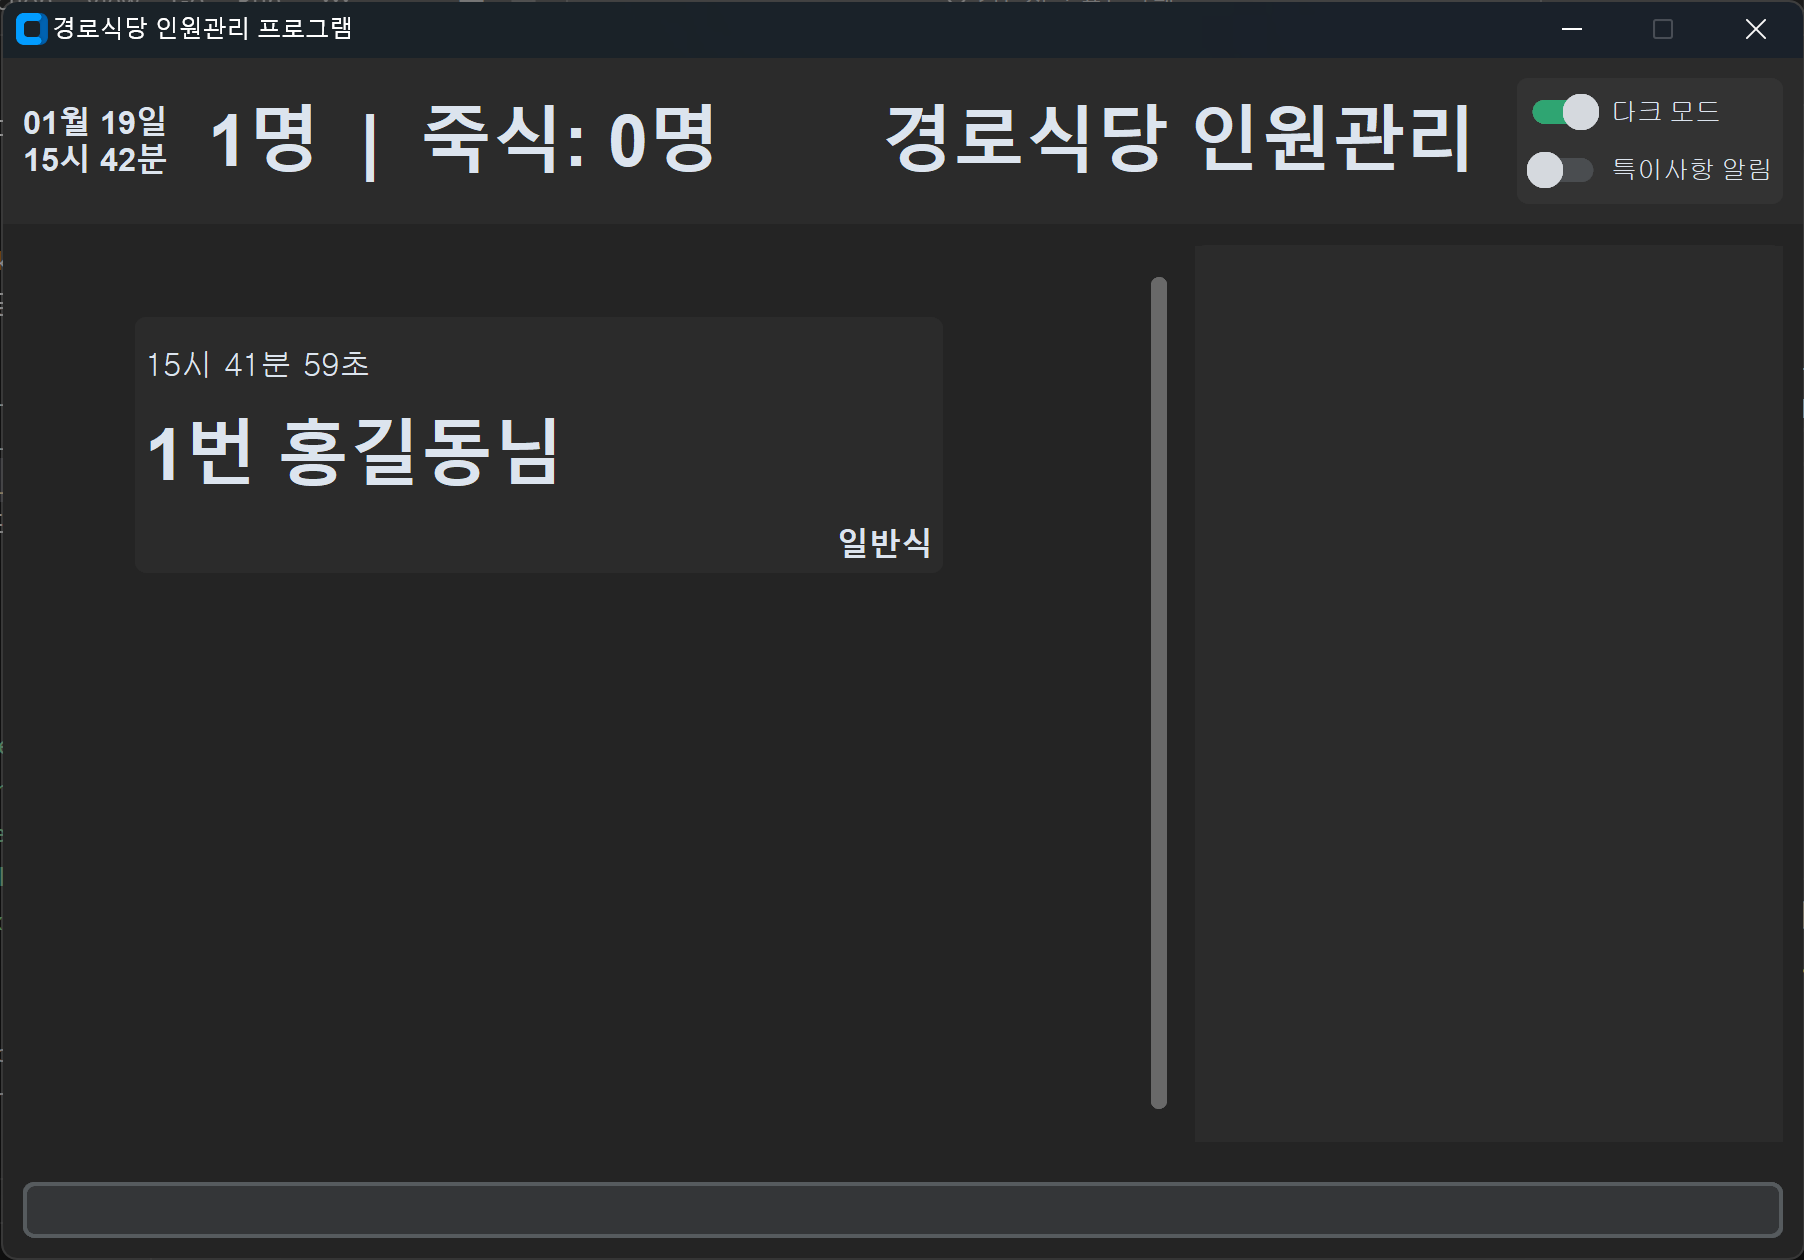 경로식당 인원관리 프로그램
01월 19일
15시 42분
1명 | 죽식: 0명
경로식당 인원관리
다크 모드
특이사항 알림
15시 41분 59초
1번 홍길동님
일반식